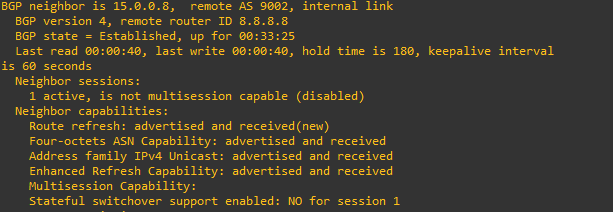 BGP neighbor is 15.0.0.8,  remote AS 9002, internal link
  BGP version 4, remote router ID 8.8.8.8
  BGP state = Established, up for 00:33:25
  Last read 00:00:40, last write 00:00:40, hold time is 180, keepalive interval
is 60 seconds
  Neighbor sessions:
    1 active, is not multisession capable (disabled)
  Neighbor capabilities:
    Route refresh: advertised and received(new)
    Four-octets ASN Capability: advertised and received
    Address family IPv4 Unicast: advertised and received
    Enhanced Refresh Capability: advertised and received
    Multisession Capability:
    Stateful switchover support enabled: NO for session 1